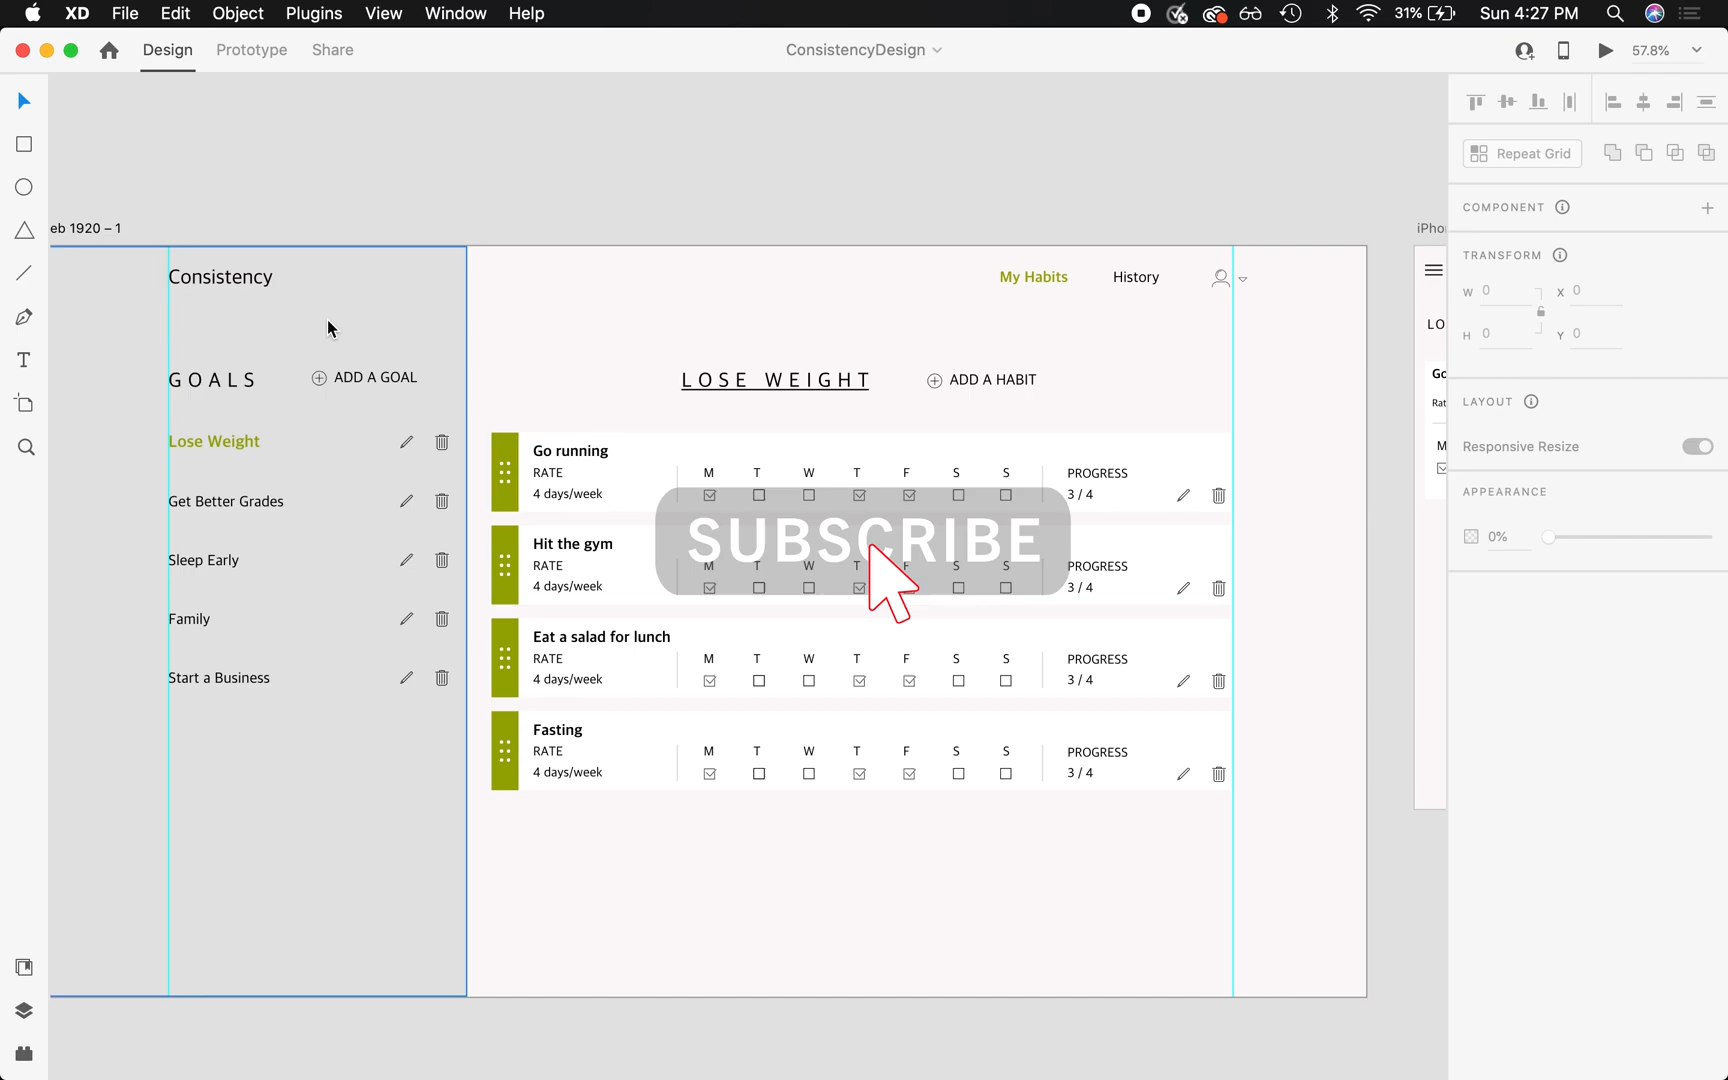 XD File Edit Object Plugins View Window Help 31% Sun 4:27 PM
Design Prototype Share ConsistencyDesign 57.8%
Repeat Grid
COMPONENT
TRANSFORM
W 0 X 0
H 0 Y 0
LAYOUT
Responsive Resize
APPEARANCE
0%
eb 1920 – 1
Consistency My Habits History
GOALS ADD A GOAL
Lose Weight
Get Better Grades
Sleep Early
Family
Start a Business
LOSE WEIGHT ADD A HABIT
Go running
RATE M T W T F S S PROGRESS
4 days/week 3 / 4
SUBSCRIBE
Hit the gym
RATE M T W T F S S PROGRESS
4 days/week 3 / 4
Eat a salad for lunch
RATE M T W T F S S PROGRESS
4 days/week 3 / 4
Fasting
RATE M T W T F S S PROGRESS
4 days/week 3 / 4
iPho
LO
Go
Rat
M